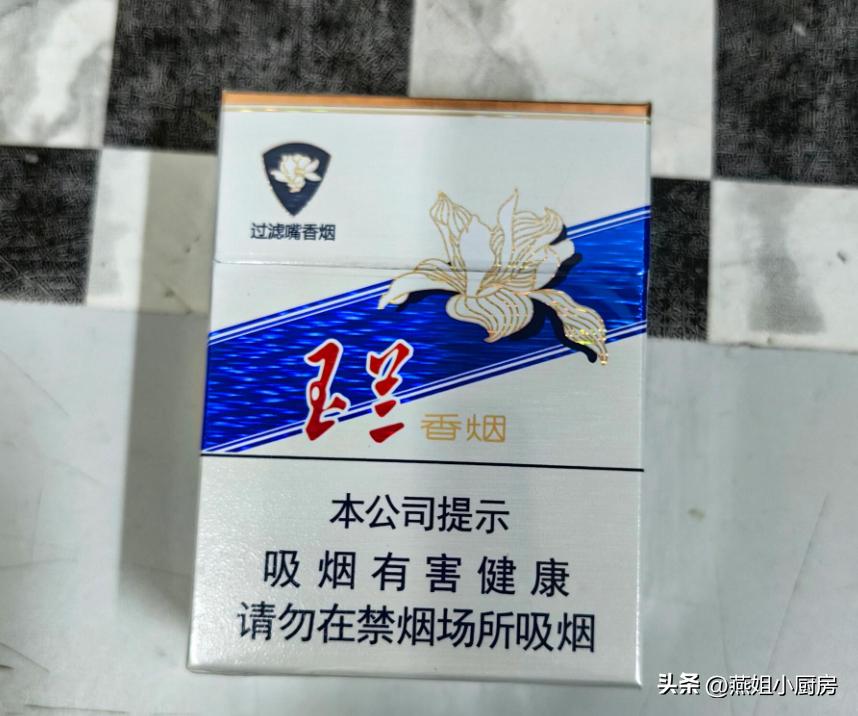 过滤嘴香烟
玉兰 香烟
本公司提示
吸烟有害健康
请勿在禁烟场所吸烟
头条 @燕姐小厨房